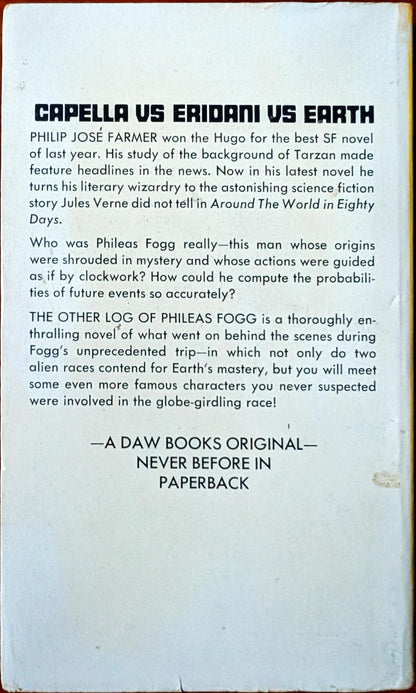 CAPELLA VS ERIDANI VS EARTH
PHILIP JOSÉ FARMER won the Hugo for the best SF novel
of last year. His study of the background of Tarzan made
feature headlines in the news. Now in his latest novel he
turns his literary wizardry to the astonishing science fiction
story Jules Verne did not tell in Around The World in Eighty
Days.
Who was Phileas Fogg really—this man whose origins
were shrouded in mystery and whose actions were guided
as if by clockwork? How could he compute the probabili-
ties of future events so accurately?
THE OTHER LOG OF PHILEAS FOGG is a thoroughly en-
thralling novel of what went on behind the scenes during
Fogg's unprecedented trip—in which not only do two
alien races contend for Earth's mastery, but you will meet
some even more famous characters you never suspected
were involved in the globe-girdling race!
—A DAW BOOKS ORIGINAL—
NEVER BEFORE IN
PAPERBACK